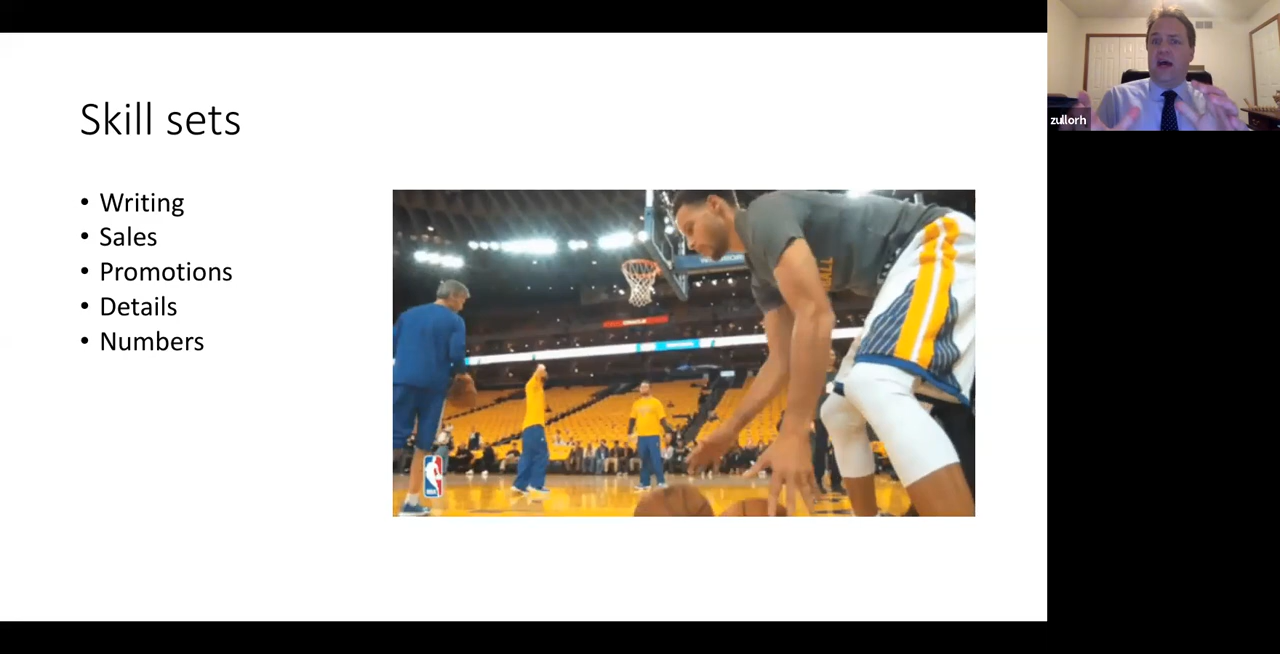 Skill sets
• Writing
• Sales
• Promotions
• Details
• Numbers
zullorh